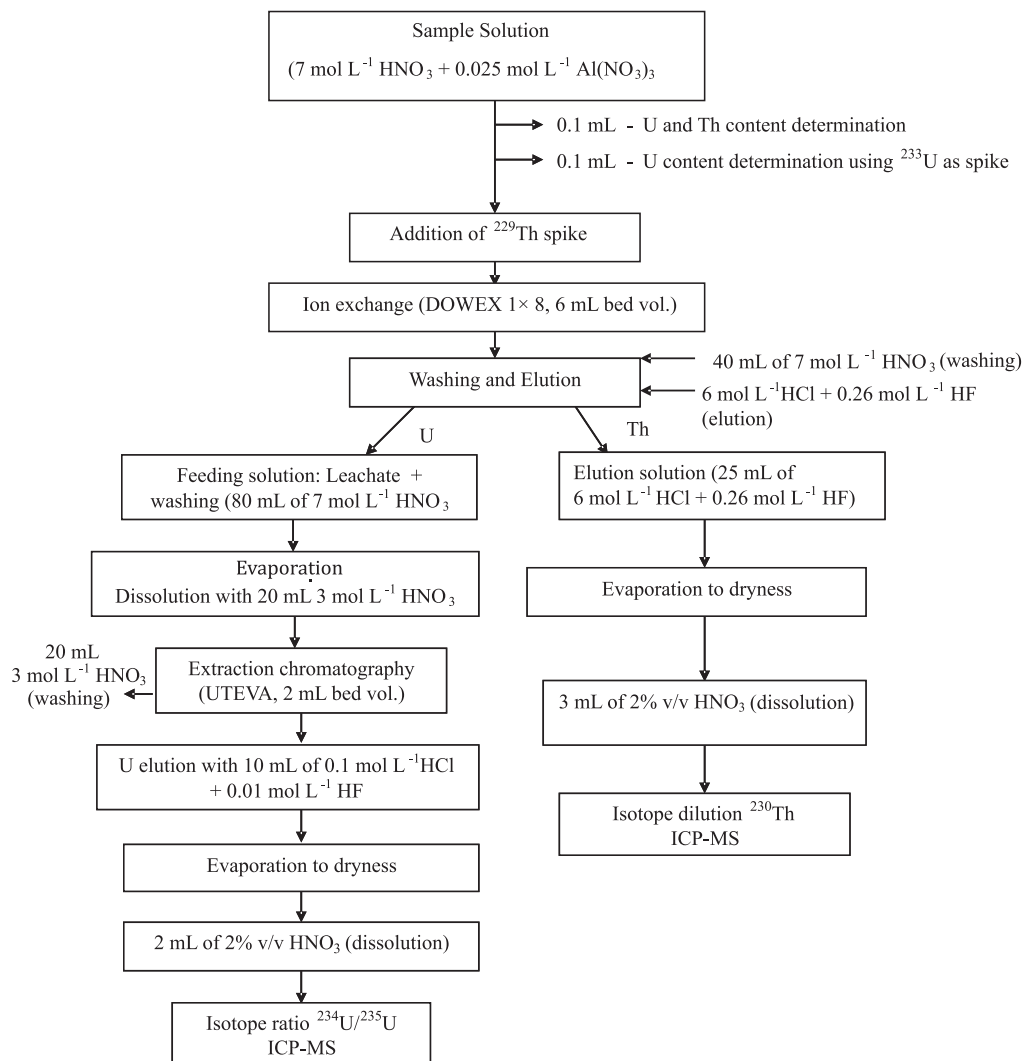 Sample Solution
(7 mol L⁻¹ HNO₃ + 0.025 mol L⁻¹ Al(NO₃)₃
0.1 mL - U and Th content determination
0.1 mL - U content determination using ²³³U as spike
Addition of ²²⁹Th spike
Ion exchange (DOWEX 1× 8, 6 mL bed vol.)
Washing and Elution
40 mL of 7 mol L⁻¹ HNO₃ (washing)
6 mol L⁻¹HCl + 0.26 mol L⁻¹ HF
(elution)
U
Th
Feeding solution: Leachate +
washing (80 mL of 7 mol L⁻¹ HNO₃
Evaporation
Dissolution with 20 mL 3 mol L⁻¹ HNO₃
20 mL
3 mol L⁻¹ HNO₃
(washing)
Extraction chromatography
(UTEVA, 2 mL bed vol.)
U elution with 10 mL of 0.1 mol L⁻¹HCl
+ 0.01 mol L⁻¹ HF
Evaporation to dryness
2 mL of 2% v/v HNO₃ (dissolution)
Isotope ratio ²³⁴U/²³⁵U
ICP-MS
Elution solution (25 mL of
6 mol L⁻¹ HCl + 0.26 mol L⁻¹ HF)
Evaporation to dryness
3 mL of 2% v/v HNO₃ (dissolution)
Isotope dilution ²³⁰Th
ICP-MS